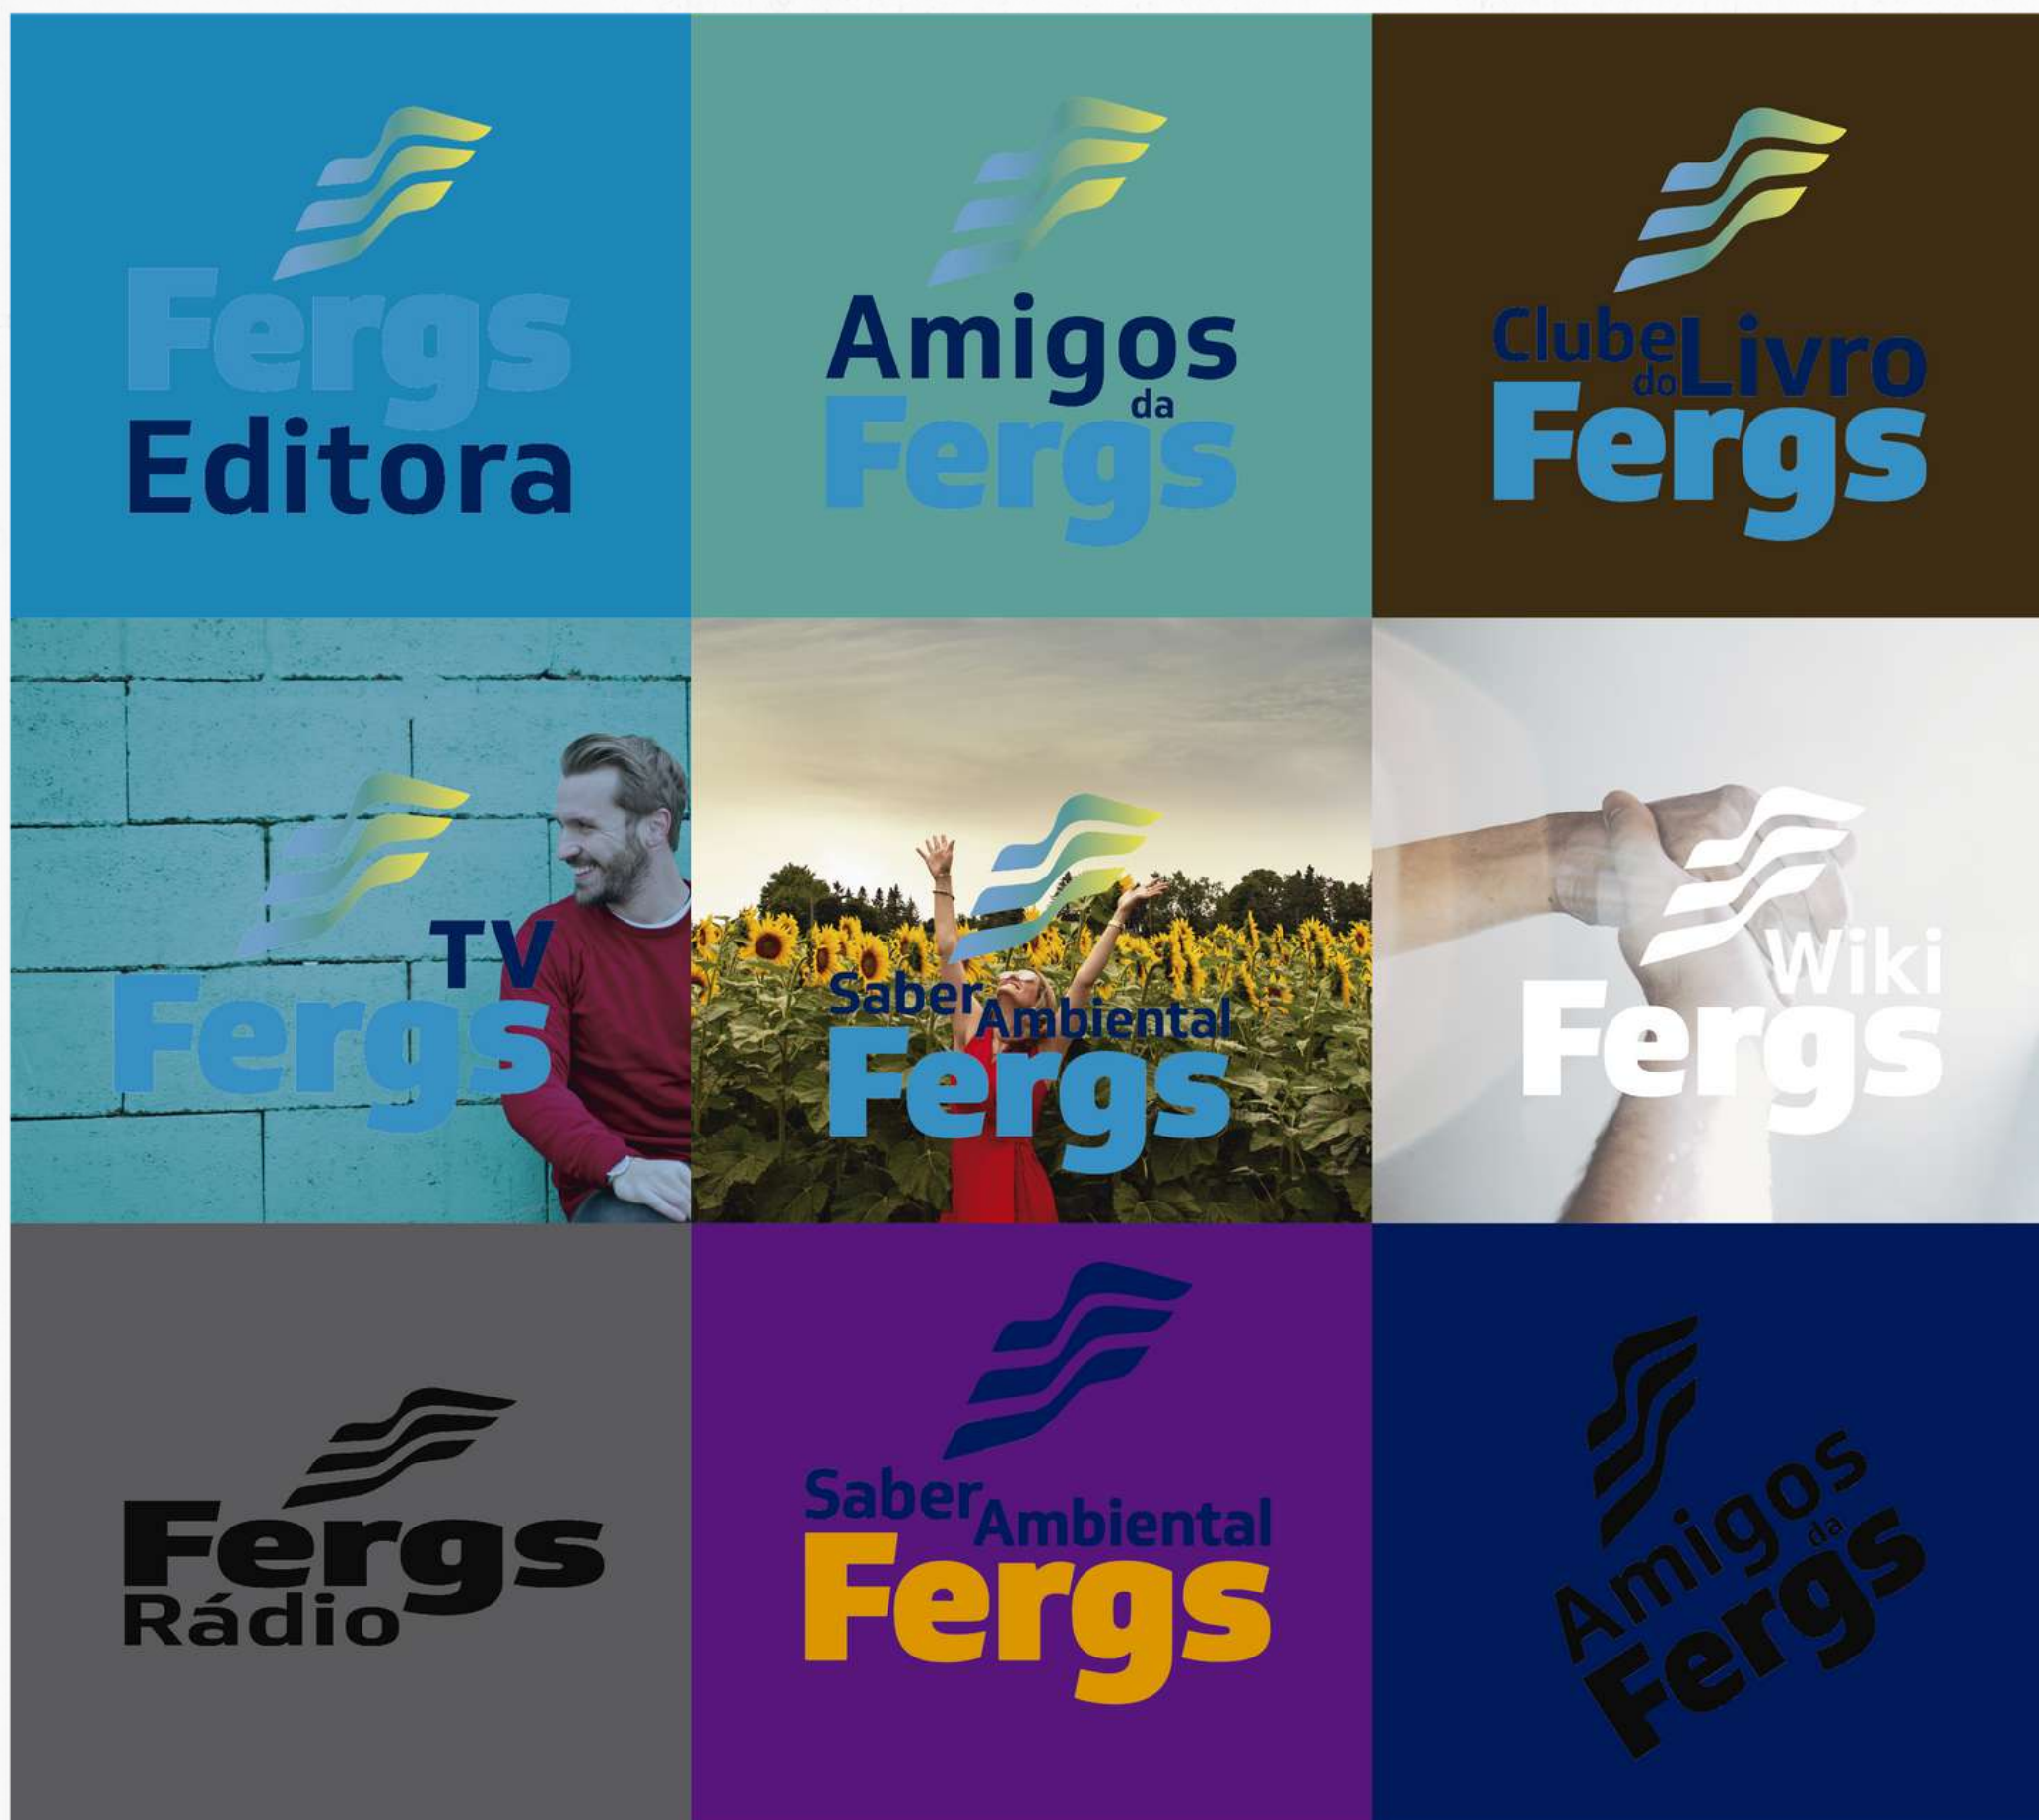 Fergs
Editora
Amigos
da
Fergs
Clube do Livro
Fergs
TV
Fergs
Saber Ambiental
Fergs
Wiki
Fergs
Fergs
Rádio
Saber Ambiental
Fergs
Amigos
da
Fergs